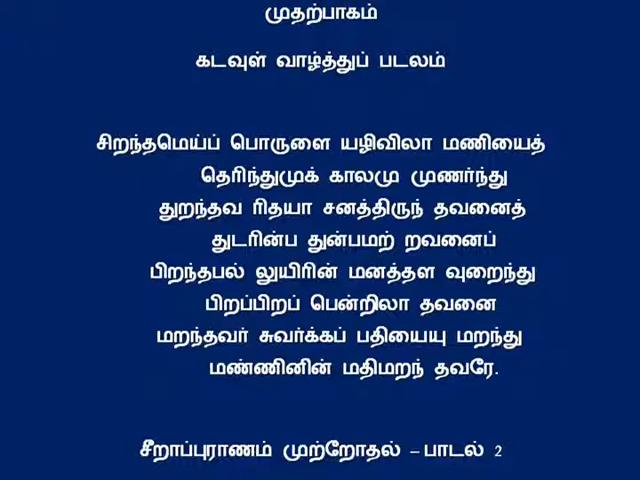 முதற்பாகம்
கடவுள் வாழ்த்துப் படலம்
சிறந்தமெய்ப் பொருளை யழிவிலா மணியைத்
தெரிந்துமுக் காலமு முணர்ந்து
துறந்தவ ரிதயா சனத்திருந் தவனைத்
துடரின்ப துன்பமற் றவனைப்
பிறந்தபல் லுயிரின் மனத்தள வுறைந்து
பிறப்பிறப் பென்றிலா தவனை
மறந்தவர் சுவர்க்கப் பதியையு மறந்து
மண்ணினின் மதிமறந் தவரே.
சீறாப்புராணம் முற்றோதல் – பாடல் 2